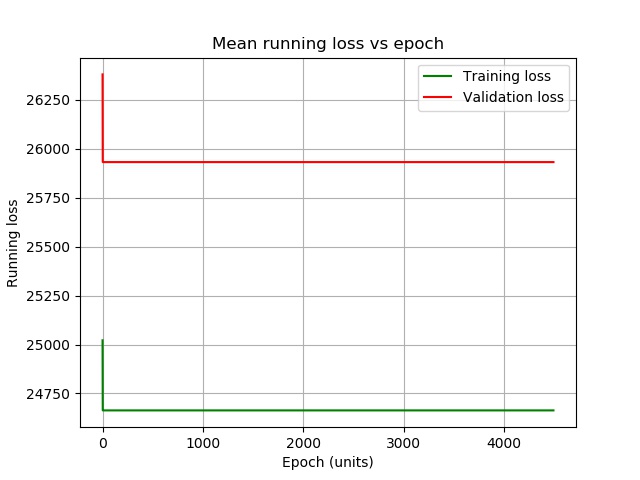 Mean running loss vs epoch
Training loss
Validation loss
26250
26000
25750
25500
25250
25000
24750
Running loss
0 1000 2000 3000 4000
Epoch (units)